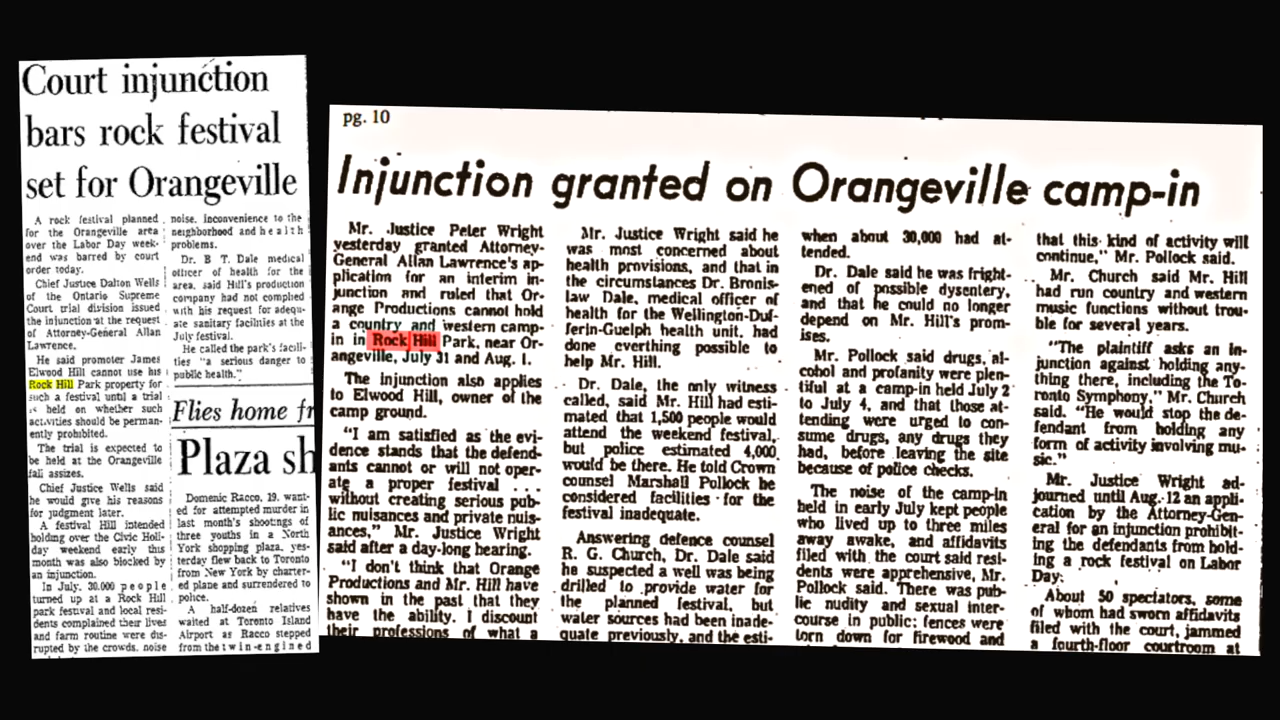 Court injunction
bars rock festival
set for Orangeville
A rock festival planned
for the Orangeville area
over the Labor Day week-
end was barred by court
order today.
Chief Justice Dalton Wells
of the Ontario Supreme
Court trial division issued
the injunction at the request
of Attorney-General Allan
Lawrence.
He said promoter James
Elwood Hill cannot use his
Rock Hill Park property for
such a festival until a trial
is held on whether such
activities should be perman-
ently prohibited.
The trial is expected to
be held at the Orangeville
fall assizes.
Chief Justice Wells said
he would give his reasons
for judgment later.
A festival Hill intended
holding over the Civic Holi-
day weekend early this
month was also blocked by
an injunction.
In July, 30,000 people
turned up at a Rock Hill
park festival and local resi-
dents complained their lives
and farm routine were dis-
rupted by the crowds, noise
noise, inconvenience to the
neighborhood and health
problems.
Dr. B T. Dale medical
officer of health for the
area, said Hill's production
company had not complied
with his request for adequ-
ate sanitary facilities at the
July festival.
He called the park's facili-
ties "a serious danger to
public health."
Flies home fr
Plaza sh
Domenic Racco, 19, want-
ed for attempted murder in
last month's shootings of
three youths in a North
York shopping plaza, yes-
terday flew back to Toronto
from New York by charter-
ed plane and surrendered to
police.
A half-dozen relatives
waited at Toronto Island
Airport as Racco stepped
from the twin-engined
pg. 10
Injunction granted on Orangeville camp-in
Mr. Justice Peter Wright
yesterday granted Attorney-
General Allan Lawrence's ap-
plication for an interim in-
junction and ruled that Or-
ange Productions cannot hold
a country and western camp-
in in Rock Hill Park, near Or-
angeville, July 31 and Aug. 1.
The injunction also applies
to Elwood Hill, owner of the
camp ground.
"I am satisfied as the evi-
dence stands that the defend-
ants cannot or will not oper-
ate a proper festival ...
without creating serious pub-
lic nuisances and private nuis-
ances," Mr. Justice Wright
said after a day-long hearing.
"I don't think that Orange
Productions and Mr. Hill have
shown in the past that they
have the ability. I discount
their professions of what a
Mr. Justice Wright said he
was most concerned about
health provisions, and that in
the circumstances Dr. Bronis-
law Dale, medical officer of
health for the Wellington-Duf-
ferin-Guelph health unit, had
done everthing possible to
help Mr. Hill.
Dr. Dale, the only witness
called, said Mr. Hill had esti-
mated that 1,500 people would
attend the weekend festival,
but police estimated 4,000
would be there. He told Crown
counsel Marshall Pollock he
considered facilities for the
festival inadequate.
Answering defence counsel
R. G. Church, Dr. Dale said
he suspected a well was being
drilled to provide water for
the planned festival, but
water sources had been inade-
quate previously, and the esti-
when about 30,000 had at-
tended.
Dr. Dale said he was fright-
ened of possible dysentery,
and that he could no longer
depend on Mr. Hill's prom-
ises.
Mr. Pollock said drugs, al-
cohol and profanity were plen-
tiful at a camp-in held July 2
to July 4, and that those at-
tending were urged to con-
sume drugs, any drugs they
had, before leaving the site
because of police checks.
The noise of the camp-in
held in early July kept people
who lived up to three miles
away awake, and affidavits
filed with the court said resi-
dents were apprehensive, Mr.
Pollock said. There was pub-
lic nudity and sexual inter-
course in public: fences were
torn down for firewood and
that this kind of activity will
continue," Mr. Pollock said.
Mr. Church said Mr. Hill
had run country and western
music functions without trou-
ble for several years.
"The plaintiff asks an in-
junction against holding any-
thing there, including the To-
ronto Symphony," Mr. Church
said. "He would stop the de-
fendant from holding any
form of activity involving mu-
sic."
Mr. Justice Wright ad-
journed until Aug. 12 an appli-
cation by the Attorney-Gen-
eral for an injunction prohibit-
ing the defendants from hold-
ing a rock festival on Labor
Day.
About 50 spectators, some
of whom had sworn affidavits
filed with the court, jammed
a fourth-floor courtroom at